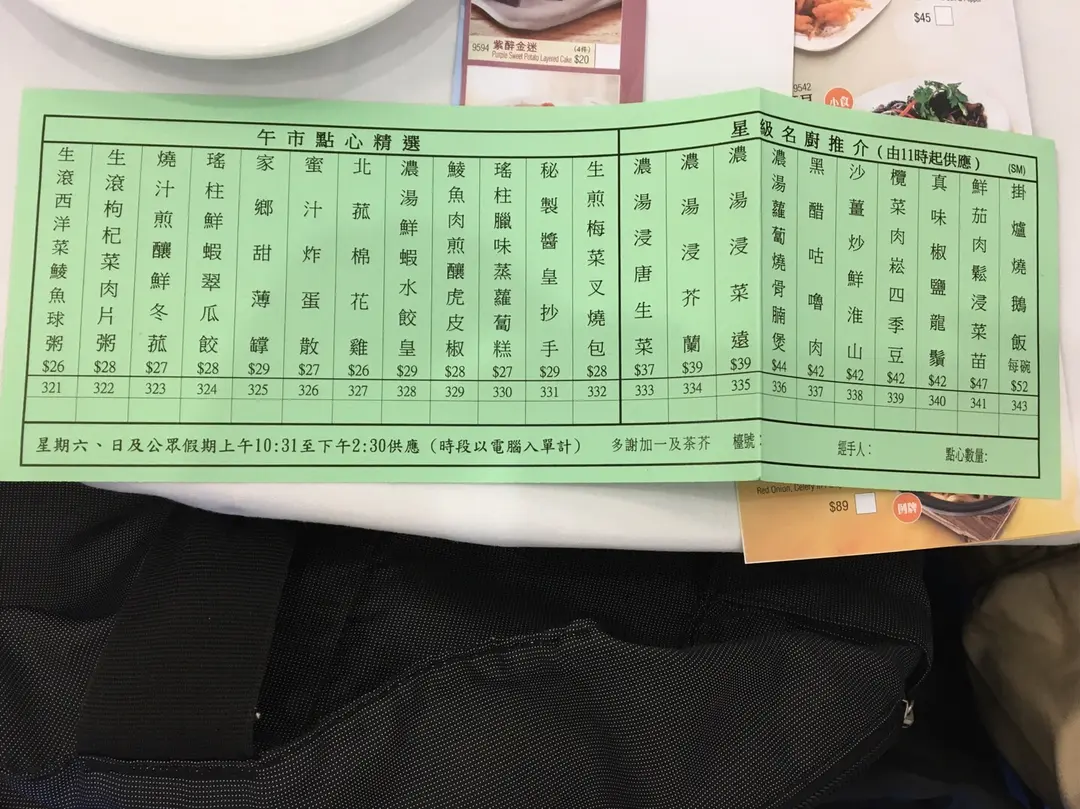 9594 紫醉金迷 (4件)
Purple Sweet Potato Layered Cake $20
$45
9542
小食
午市點心精選
星級名廚推介(由11時起供應) (SM)
生滾西洋菜鯪魚球粥 $26 321
生滾枸杞菜肉片粥 $28 322
燒汁煎釀鮮冬菰 $27 323
瑤柱鮮蝦翠瓜餃 $28 324
家鄉甜薄罉 $29 325
蜜汁炸蛋散 $27 326
北菰棉花雞 $26 327
濃湯鮮蝦水餃皇 $29 328
鯪魚肉煎釀虎皮椒 $28 329
瑤柱臘味蒸蘿蔔糕 $27 330
秘製醬皇抄手 $29 331
生煎梅菜叉燒包 $28 332
濃湯浸唐生菜 $37 333
濃湯浸芥蘭 $39 334
濃湯浸菜遠 $39 335
濃湯蘿蔔燒骨腩煲 $44 336
黑醋咕嚕肉 $42 337
沙薑炒鮮淮山 $42 338
欖菜肉崧四季豆 $42 339
真味椒鹽龍鬚 $42 340
鮮茄肉鬆浸菜苗 $47 341
掛爐燒鵝飯 每碗 $52 343
星期六、日及公眾假期上午10:31至下午2:30供應(時段以電腦入單計) 多謝加一及茶芥 檯號: 經手人: 點心數量:
Red Onion, Celery
$89